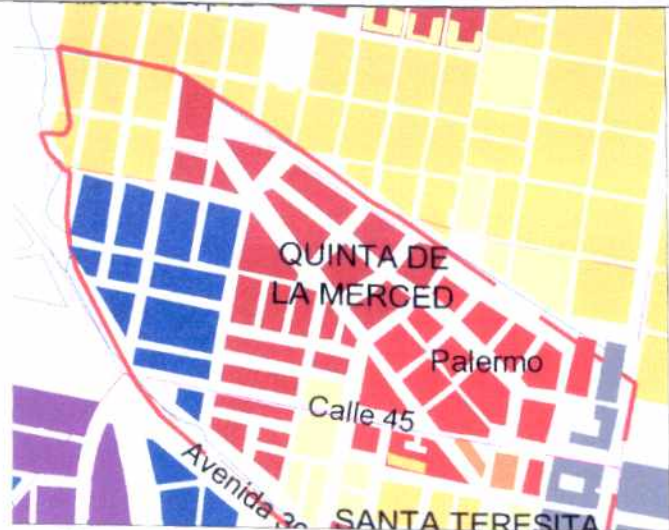 QUINTA DE
LA MERCED
Palermo
Calle 45
Avenida
SANTA TERESITA